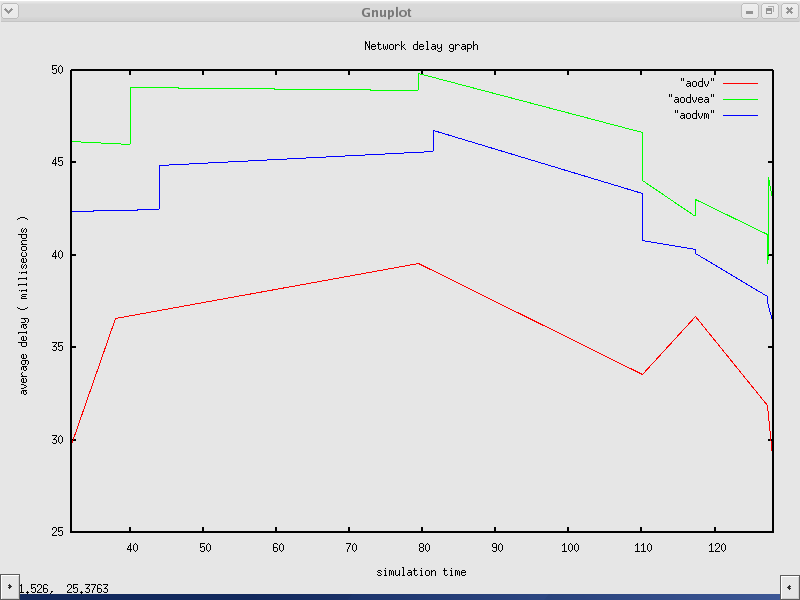 Gnuplot
Network delay graph
"aodv"
"aodvea"
"aodvm"
50
45
40
35
30
25
average delay ( milliseconds )
40 50 60 70 80 90 100 110 120
simulation time
1.526, 25.3763